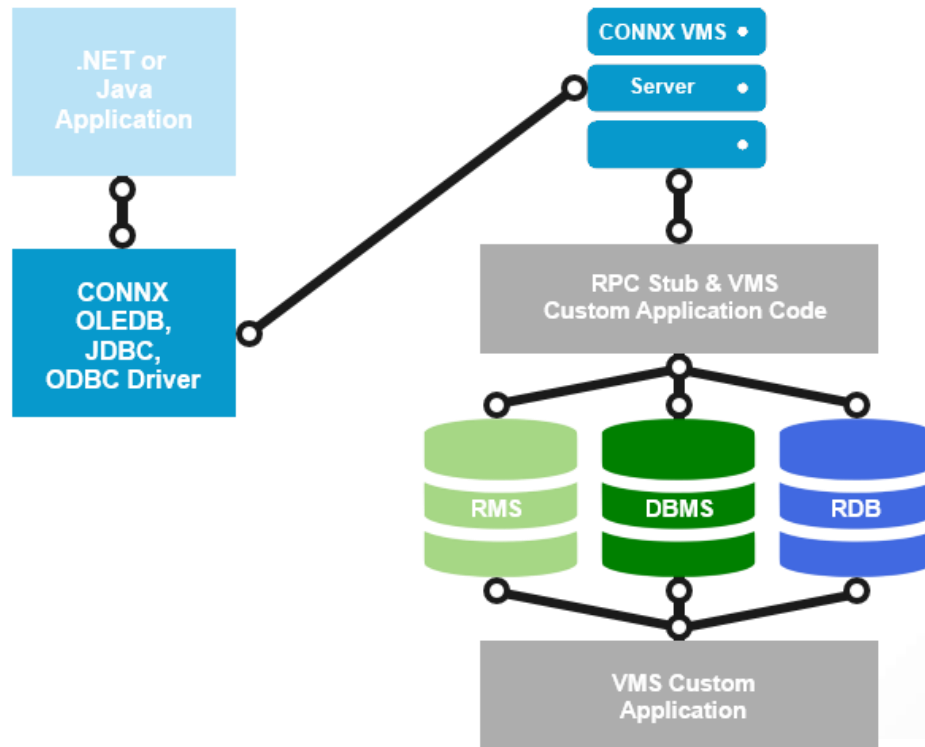 .NET or
Java
Application
CONNX
OLEDB,
JDBC,
ODBC Driver
CONNX VMS
Server
RPC Stub & VMS
Custom Application Code
RMS
DBMS
RDB
VMS Custom
Application